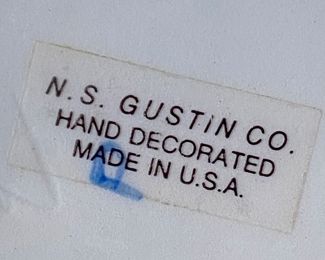 N. S. GUSTIN CO.
HAND DECORATED
MADE IN U.S.A.